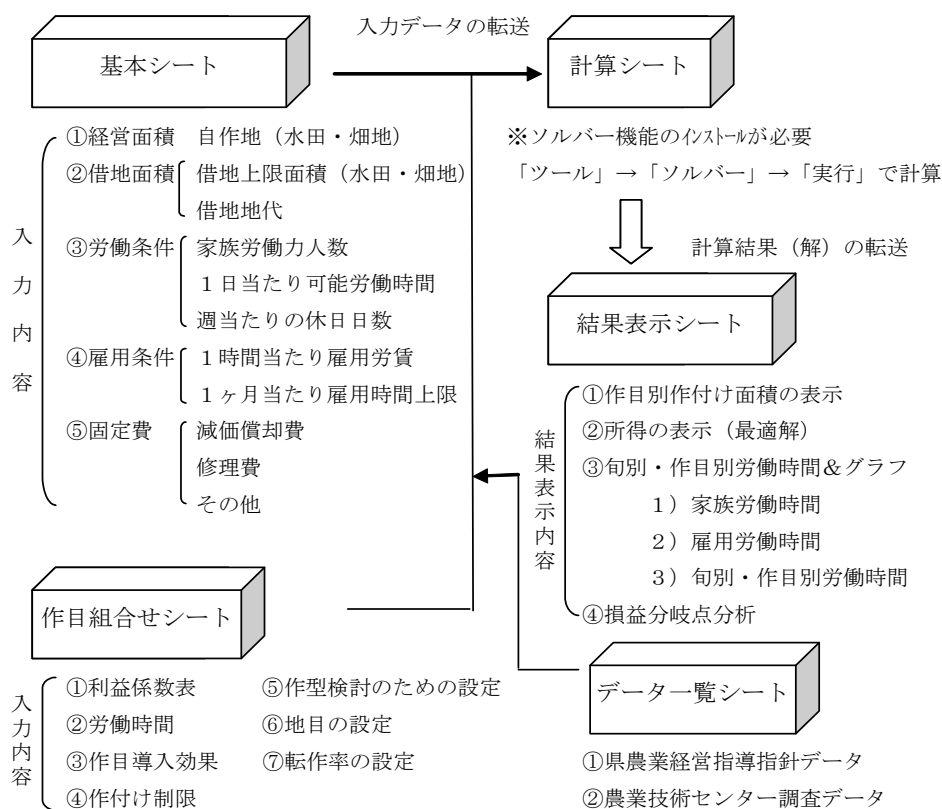 入力データの転送
基本シート
計算シート
入力内容
①経営面積 自作地（水田・畑地）
②借地面積 借地上限面積（水田・畑地）
借地地代
③労働条件 家族労働力人数
１日当たり可能労働時間
週当たりの休日日数
④雇用条件 １時間当たり雇用労賃
１ヶ月当たり雇用時間上限
⑤固定費 減価償却費
修理費
その他
※ソルバー機能のｲﾝｽﾄｰﾙが必要
「ツール」→「ソルバー」→「実行」で計算
計算結果（解）の転送
結果表示シート
結果表示内容
①作目別作付け面積の表示
②所得の表示（最適解）
③旬別・作目別労働時間＆グラフ
１）家族労働時間
２）雇用労働時間
３）旬別・作目別労働時間
④損益分岐点分析
作目組合せシート
入力内容
①利益係数表 ⑤作型検討のための設定
②労働時間 ⑥地目の設定
③作目導入効果 ⑦転作率の設定
④作付け制限
データ一覧シート
①県農業経営指導指針データ
②農業技術センター調査データ